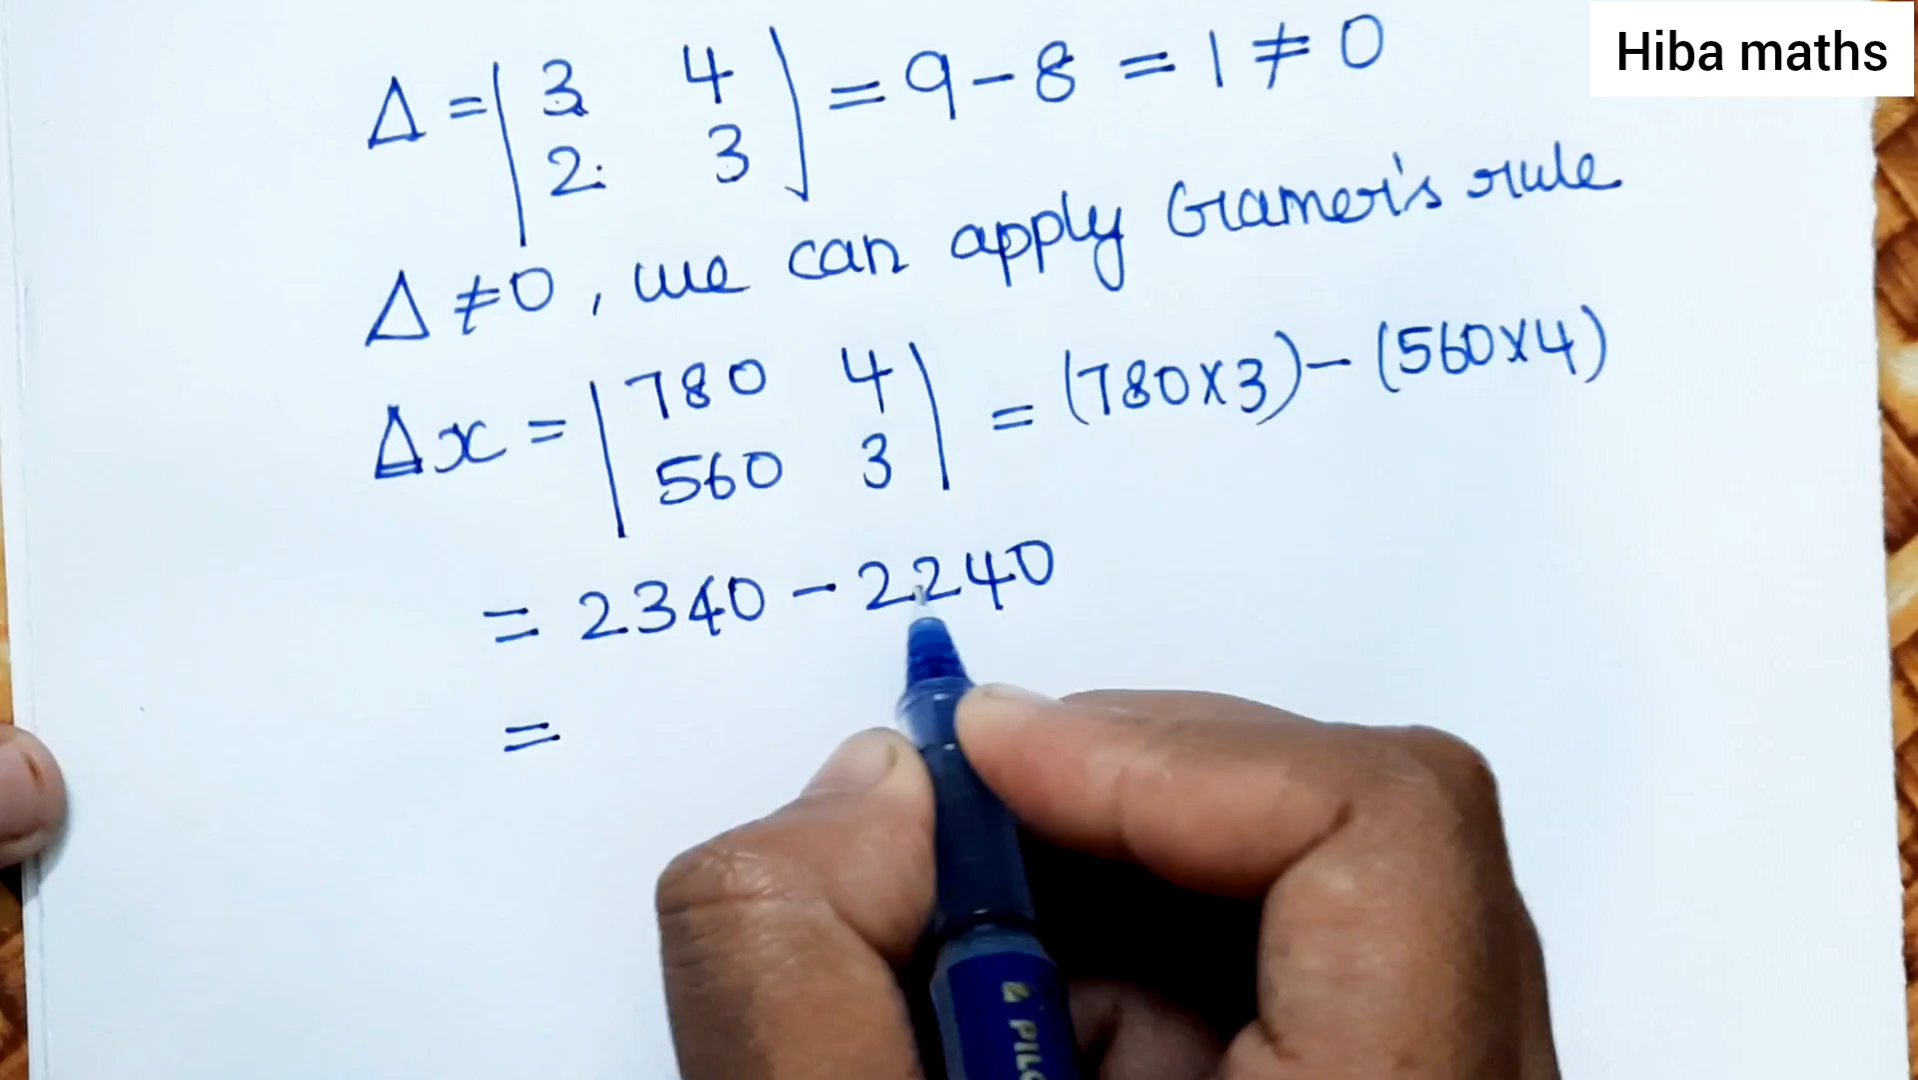 Hiba maths
Δ = | 3 4 | = 9 - 8 = 1 ≠ 0
2 3
Δ ≠ 0, we can apply Cramer's rule
Δx = | 780 4 | = (780×3) - (560×4)
560 3
= 2340 - 2240
=
PILO